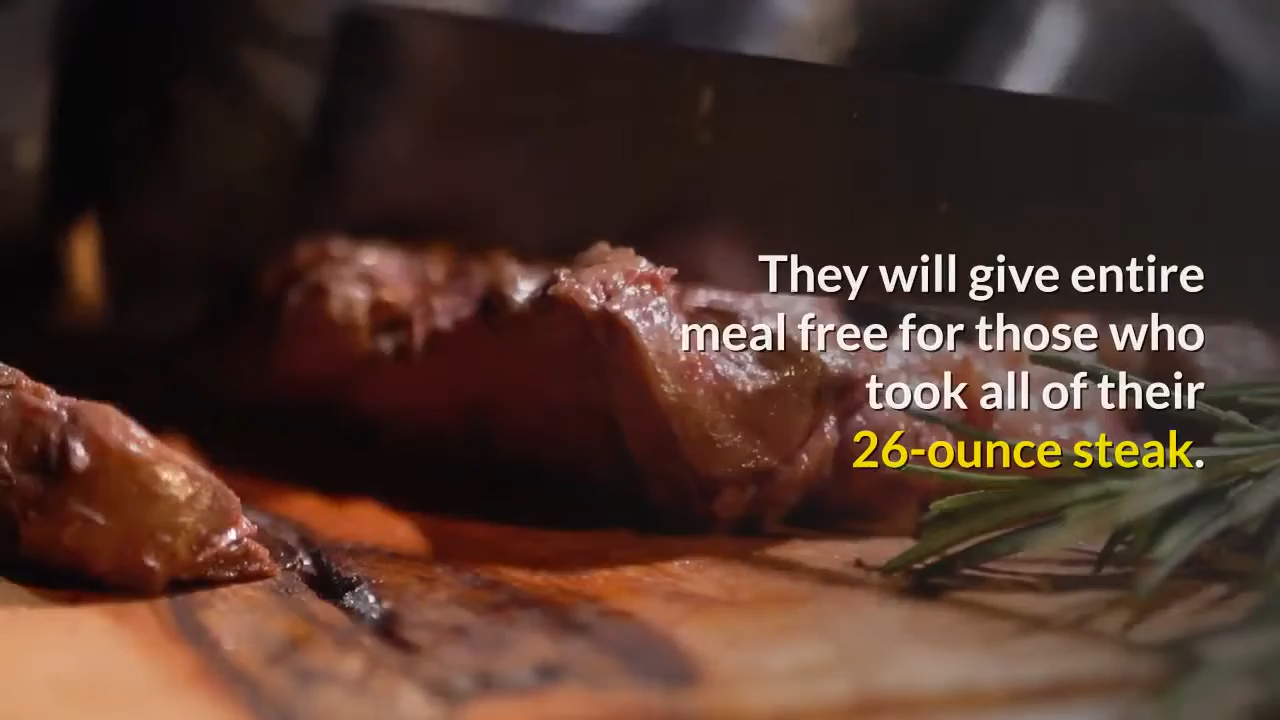 They will give entire
meal free for those who
took all of their
26-ounce steak.